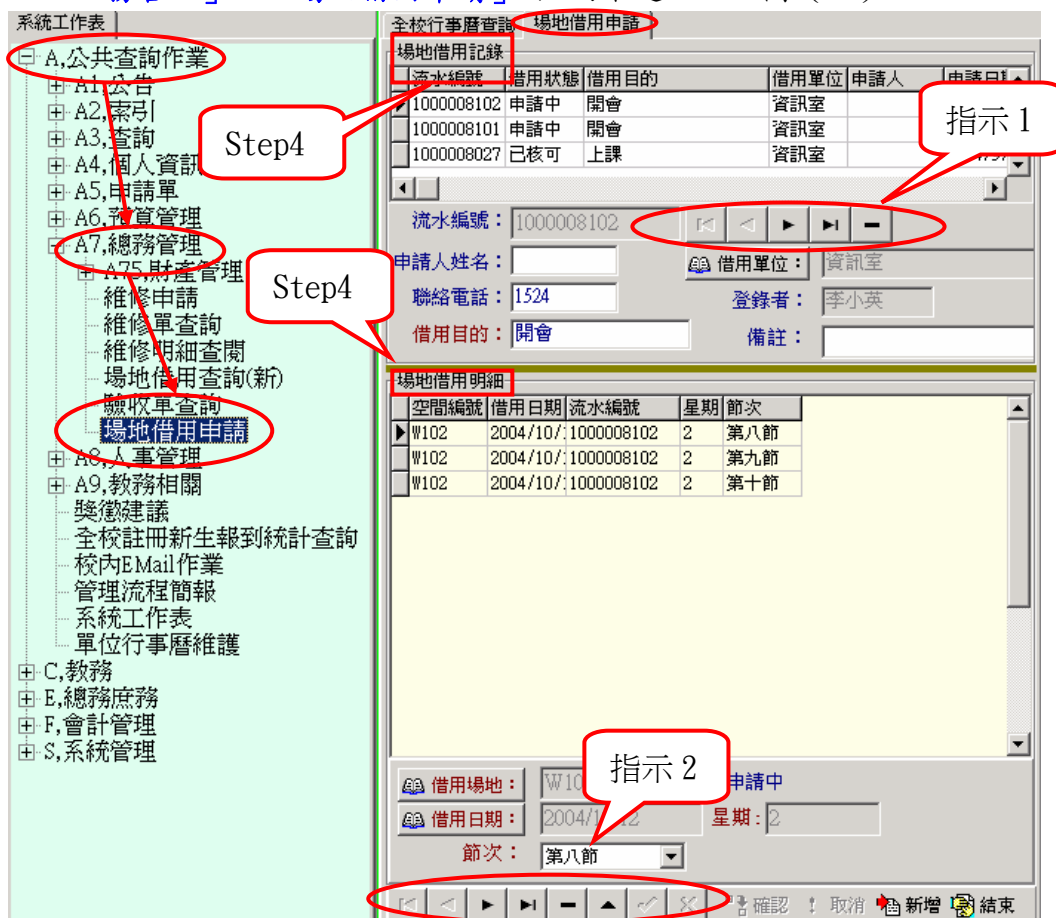 系統工作表
A,公共查詢作業
A1,公告
A2,索引
A3,查詢
A4,個人資訊
A5,申請單
A6,預算管理
A7,總務管理
A75,財產管理
維修申請
維修單查詢
維修明細查閱
場地借用查詢(新)
驗收單查詢
場地借用申請
A8,人事管理
A9,教務相關
獎懲建議
全校註冊新生報到統計查詢
校內EMail作業
管理流程簡報
系統工作表
單位行事曆維護
C,教務
E,總務庶務
F,會計管理
S,系統管理
Step4
Step4
全校行事曆查詢 場地借用申請
場地借用記錄
流水編號 借用狀態 借用目的 借用單位 申請人 申請日
1000008102 申請中 開會 資訊室
1000008101 申請中 開會 資訊室
1000008027 已核可 上課 資訊室
指示1
流水編號： 1000008102
申請人姓名： 借用單位： 資訊室
聯絡電話： 1524 登錄者： 李小英
借用目的： 開會 備註：
場地借用明細
空間編號 借用日期 流水編號 星期 節次
W102 2004/10/ 1000008102 2 第八節
W102 2004/10/ 1000008102 2 第九節
W102 2004/10/ 1000008102 2 第十節
指示2
借用場地： W10 申請中
借用日期： 2004/1 12 星期: 2
節次： 第八節
確認 ! 取消 新增 結束